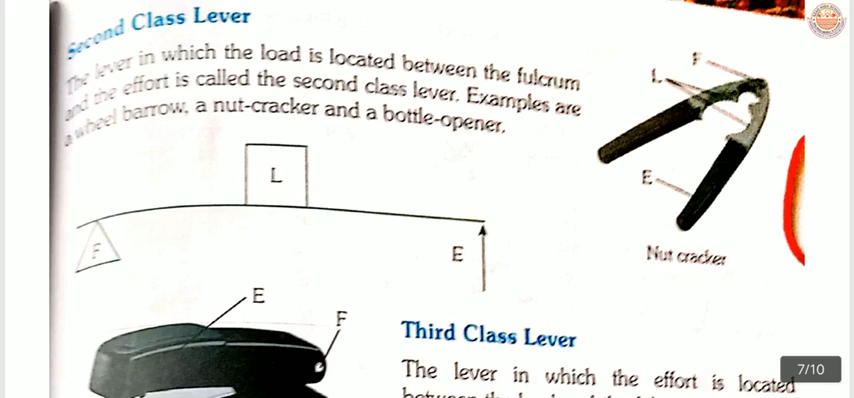 Second Class Lever
The lever in which the load is located between the fulcrum
and the effort is called the second class lever. Examples are
a wheel barrow, a nut-cracker and a bottle-opener.
F
L
E
Nut cracker
L
F
E
E
F
Third Class Lever
The lever in which the effort is located
7/10